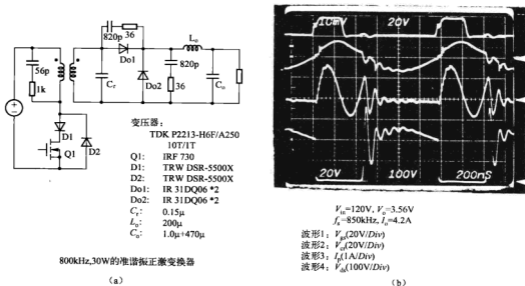 820p 36
Do1
Lo
56p
1k
Cr
Do2
820p
36
Co
D1
D2
Q1
变压器:
TDK P2213-H6F/A250
10T/1T
Q1: IRF 730
D1: TRW DSR-5500X
D2: TRW DSR-5500X
Do1: IR 31DQ06 *2
Do2: IR 31DQ06 *2
Cr: 0.15μ
Lo: 200μ
Co: 1.0μ+470μ
800kHz,30W的准谐振正激变换器
(a)
10mV 20V
20V 100V 200nS
Vin=120V, Vo=3.56V
fs=850kHz, Io=4.2A
波形1: Vgs(20V/Div)
波形2: Vcr(20V/Div)
波形3: Ip(1A/Div)
波形4: Vds(100V/Div)
(b)